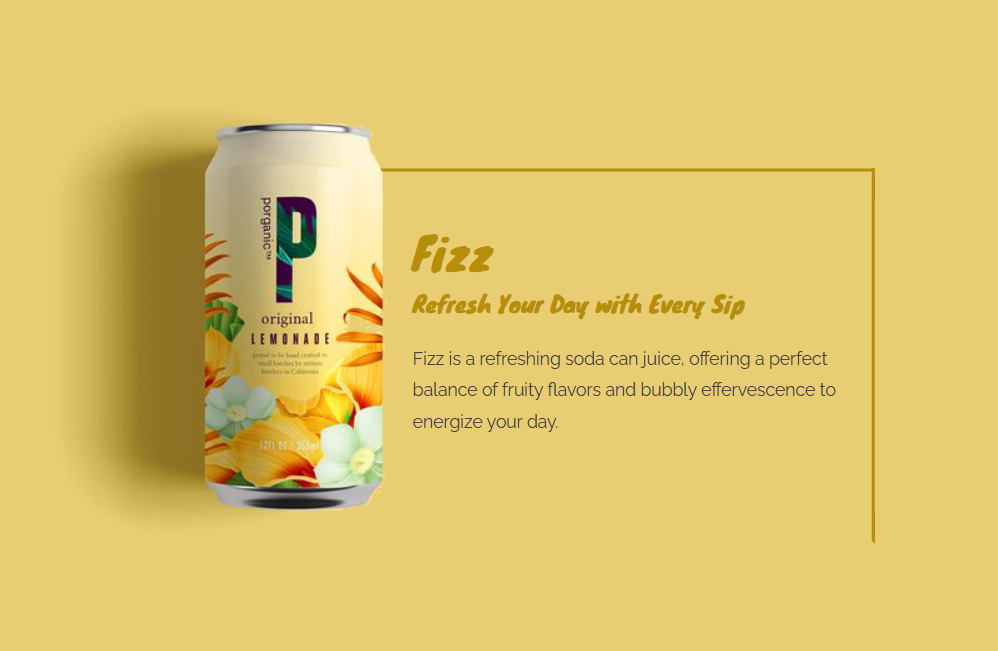 porganic™
P
original
LEMONADE
proud to be hand crafted in
small batches by artisan
bottlers in California
12FL OZ / 355ml
Fizz
Refresh Your Day with Every Sip
Fizz is a refreshing soda can juice, offering a perfect
balance of fruity flavors and bubbly effervescence to
energize your day.